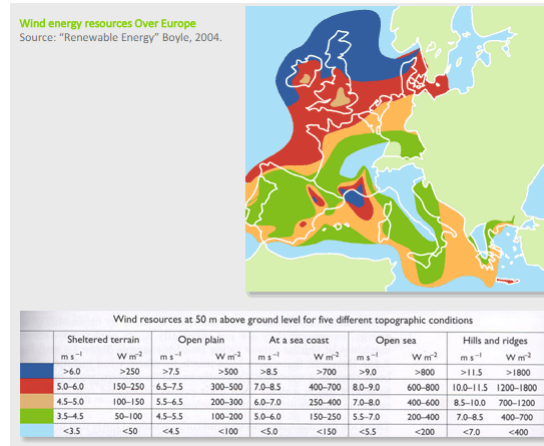 Wind energy resources Over Europe
Source: “Renewable Energy” Boyle, 2004.
Wind resources at 50 m above ground level for five different topographic conditions
Sheltered terrain Open plain At a sea coast Open sea Hills and ridges
m s⁻¹ W m⁻² m s⁻¹ W m⁻² m s⁻¹ W m⁻² m s⁻¹ W m⁻² m s⁻¹ W m⁻²
>6.0 >250 >7.5 >500 >8.5 >700 >9.0 >800 >11.5 >1800
5.0–6.0 150–250 6.5–7.5 300–500 7.0–8.5 400–700 8.0–9.0 600–800 10.0–11.5 1200–1800
4.5–5.0 100–150 5.5–6.5 200–300 6.0–7.0 250–400 7.0–8.0 400–600 8.5–10.0 700–1200
3.5–4.5 50–100 4.5–5.5 100–200 5.0–6.0 150–250 5.5–7.0 200–400 7.0–8.5 400–700
<3.5 <50 <4.5 <100 <5.0 <150 <5.5 <200 <7.0 <400